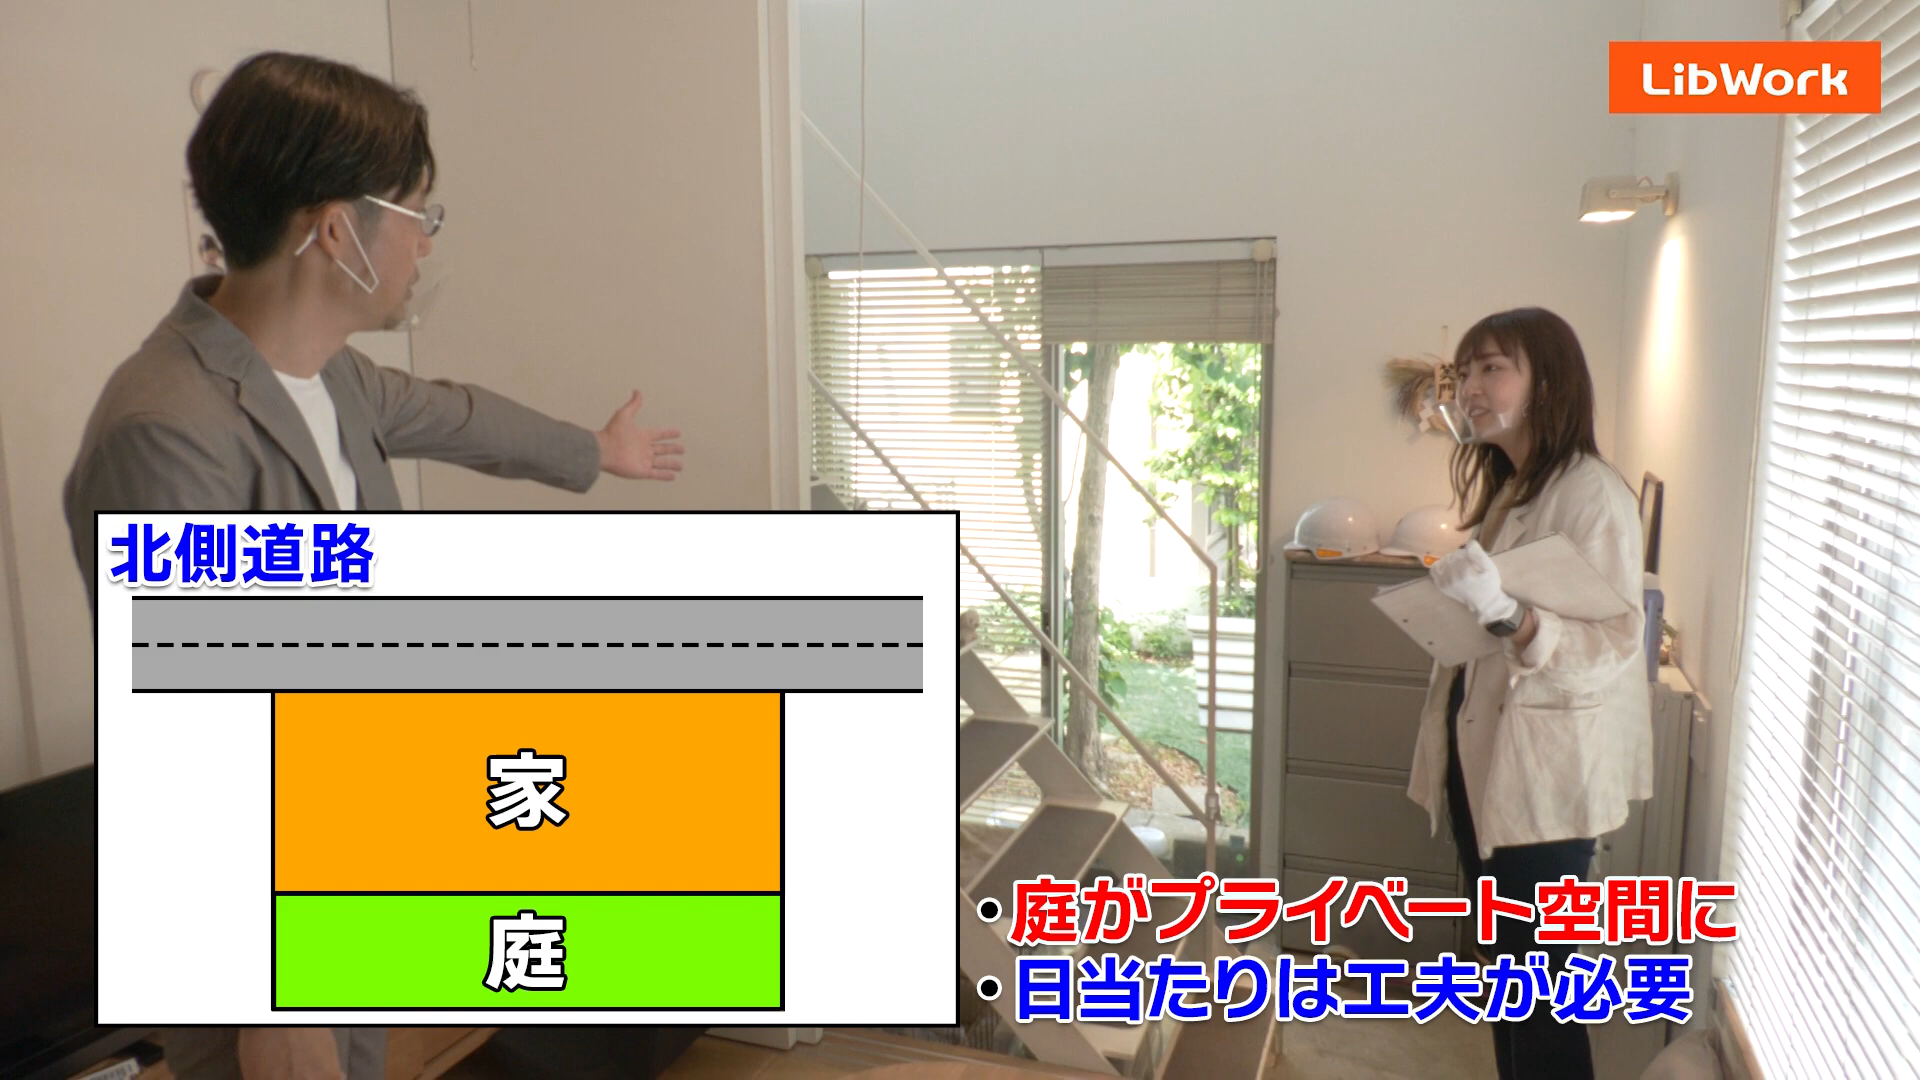 LibWork
北側道路
家
庭
・庭がプライベート空間に
・日当たりは工夫が必要